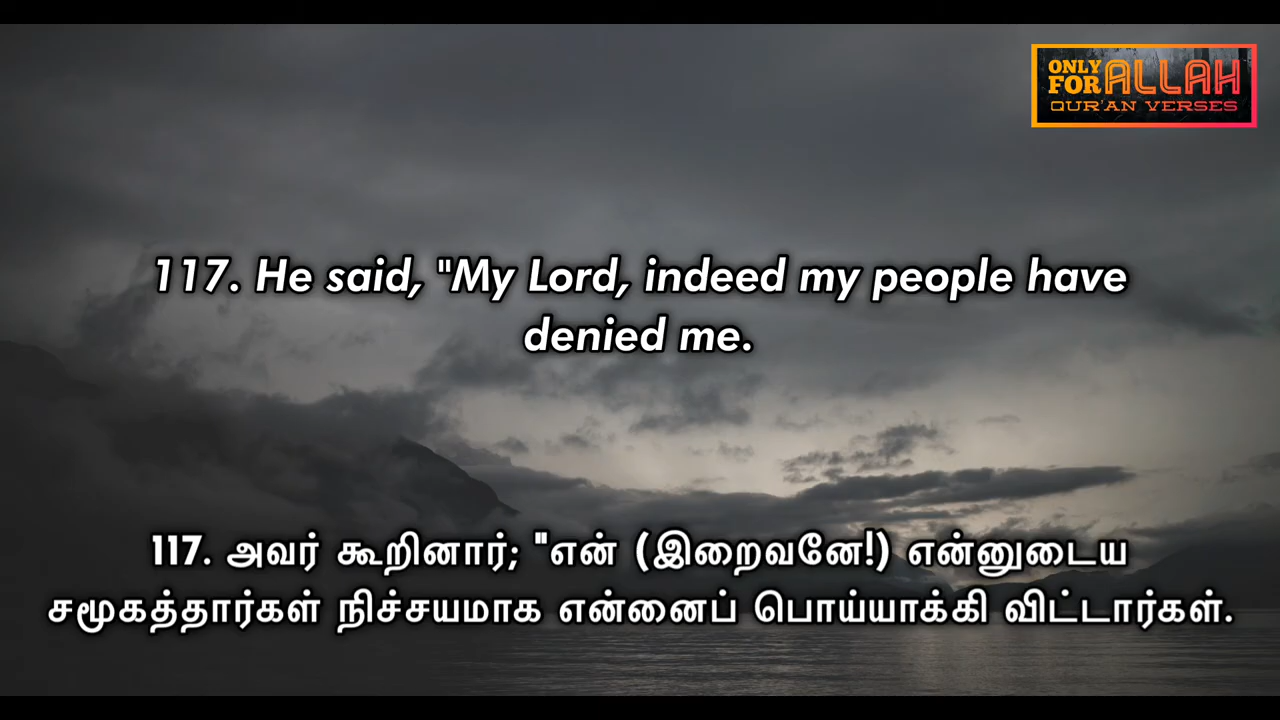 ONLY
FOR ALLAH
QUR'AN VERSES
117. He said, "My Lord, indeed my people have
denied me.
117. அவர் கூறினார்; "என் (இறைவனே!) என்னுடைய
சமூகத்தார்கள் நிச்சயமாக என்னைப் பொய்யாக்கி விட்டார்கள்.